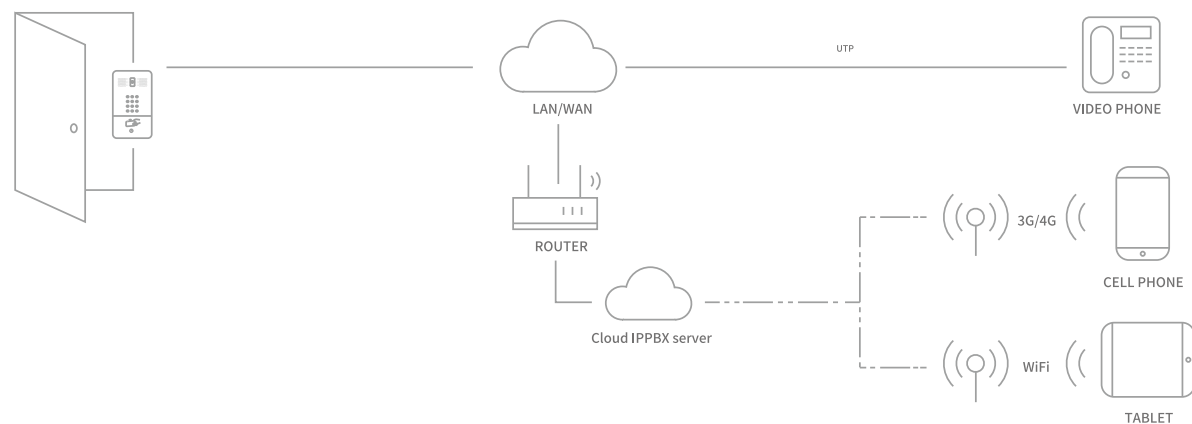 UTP
LAN/WAN
VIDEO PHONE
ROUTER
3G/4G
CELL PHONE
Cloud IPPBX server
WiFi
TABLET